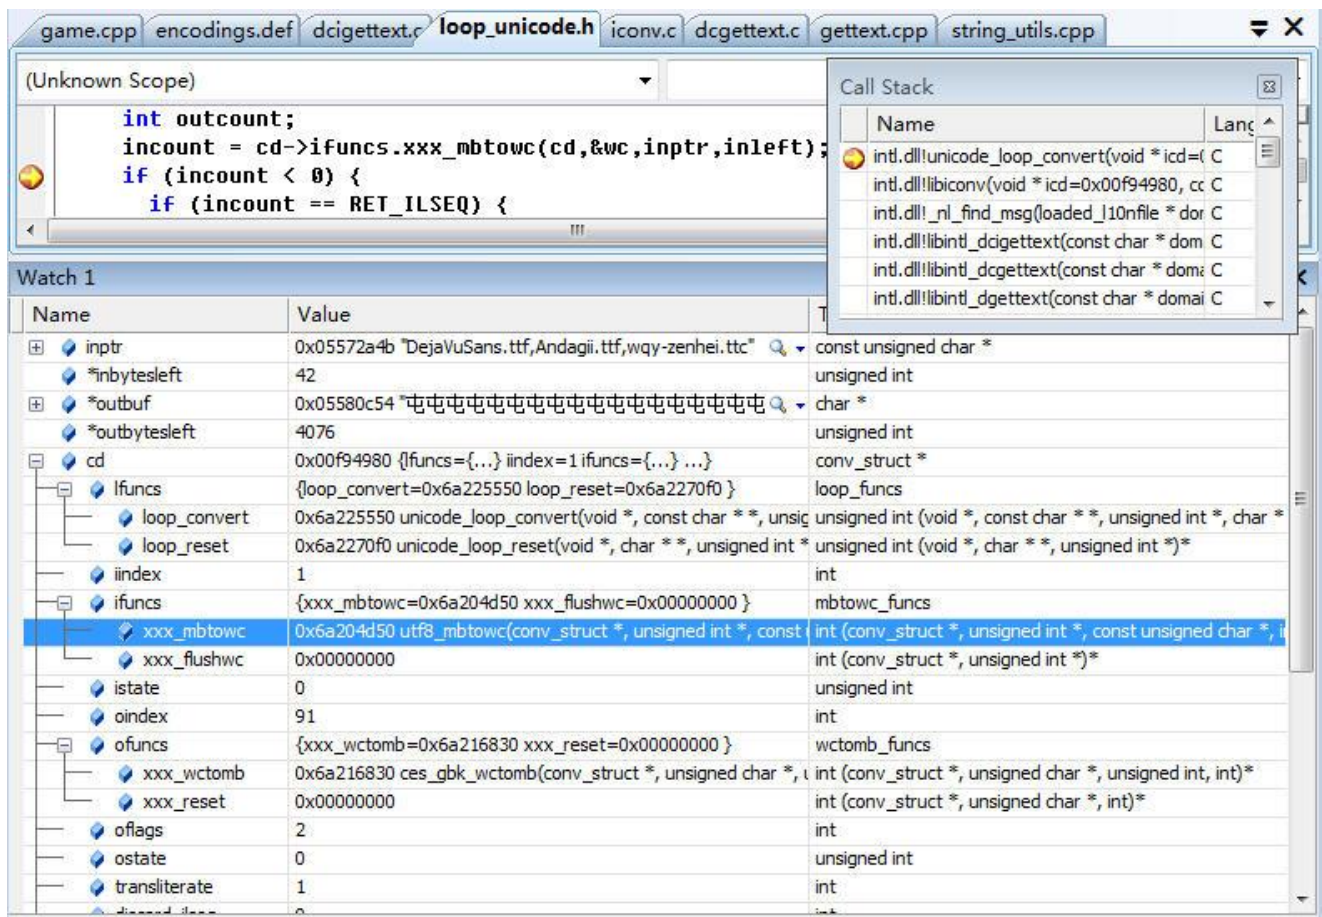 game.cpp encodings.def dcigettext.c loop_unicode.h iconv.c dcgettext.c gettext.cpp string_utils.cpp
(Unknown Scope)
int outcount;
incount = cd->ifuncs.xxx_mbtowc(cd,&wc,inptr,inleft);
if (incount < 0) {
if (incount == RET_ILSEQ) {
Call Stack
Name Lang
intl.dll!unicode_loop_convert(void * icd=( C
intl.dll!libiconv(void * icd=0x00f94980, cc C
intl.dll!_nl_find_msg(loaded_l10nfile * dor C
intl.dll!libintl_dcigettext(const char * dom C
intl.dll!libintl_dcgettext(const char * doma C
intl.dll!libintl_dgettext(const char * domai C
Watch 1
Name Value T
inptr 0x05572a4b "DejaVuSans.ttf,Andagii.ttf,wqy-zenhei.ttc" const unsigned char *
*inbytesleft 42 unsigned int
*outbuf 0x05580c54 "屯屯屯屯屯屯屯屯屯屯屯屯屯屯屯屯屯屯 char *
*outbytesleft 4076 unsigned int
cd 0x00f94980 {lfuncs={...} iindex=1 ifuncs={...} ...} conv_struct *
lfuncs {loop_convert=0x6a225550 loop_reset=0x6a2270f0 } loop_funcs
loop_convert 0x6a225550 unicode_loop_convert(void *, const char * *, unsig unsigned int (void *, const char * *, unsigned int *, char *
loop_reset 0x6a2270f0 unicode_loop_reset(void *, char * *, unsigned int * unsigned int (void *, char * *, unsigned int *)*
iindex 1 int
ifuncs {xxx_mbtowc=0x6a204d50 xxx_flushwc=0x00000000 } mbtowc_funcs
xxx_mbtowc 0x6a204d50 utf8_mbtowc(conv_struct *, unsigned int *, const int (conv_struct *, unsigned int *, const unsigned char *, i
xxx_flushwc 0x00000000 int (conv_struct *, unsigned int *)*
istate 0 unsigned int
oindex 91 int
ofuncs {xxx_wctomb=0x6a216830 xxx_reset=0x00000000 } wctomb_funcs
xxx_wctomb 0x6a216830 ces_gbk_wctomb(conv_struct *, unsigned char *, int (conv_struct *, unsigned char *, unsigned int, int)*
xxx_reset 0x00000000 int (conv_struct *, unsigned char *, int)*
oflags 2 int
ostate 0 unsigned int
transliterate 1 int